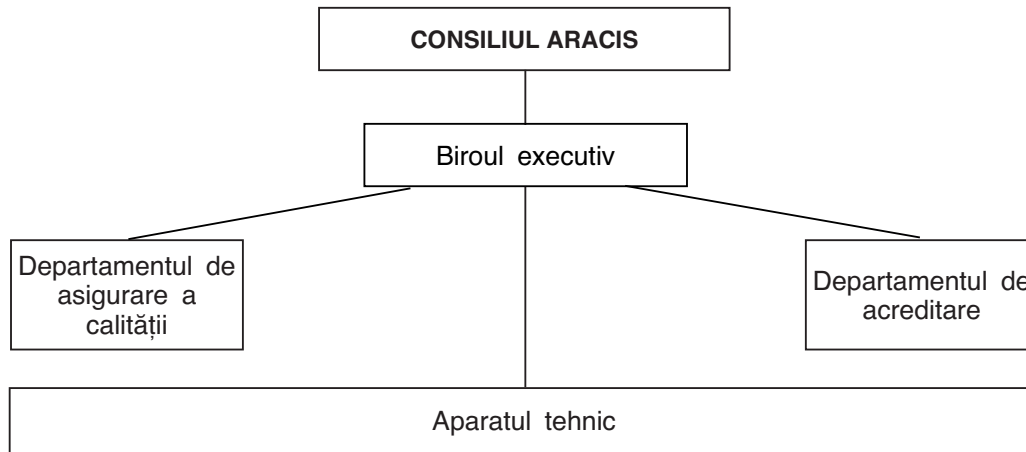 CONSILIUL ARACIS
Biroul executiv
Departamentul de
asigurare a
calității
Departamentul de
acreditare
Aparatul tehnic